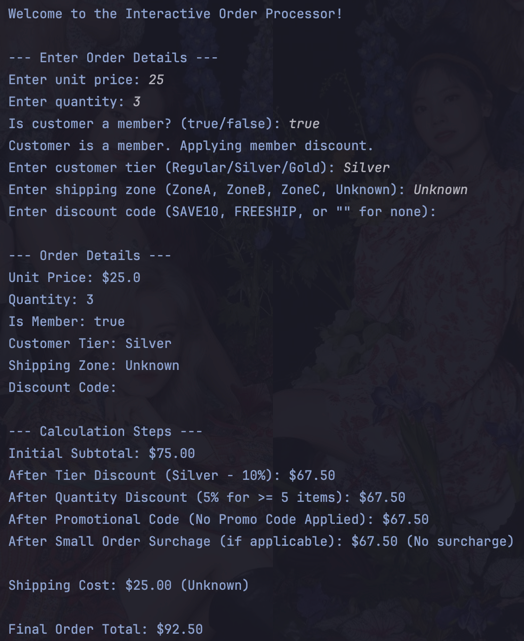 Welcome to the Interactive Order Processor!
--- Enter Order Details ---
Enter unit price: 25
Enter quantity: 3
Is customer a member? (true/false): true
Customer is a member. Applying member discount.
Enter customer tier (Regular/Silver/Gold): Silver
Enter shipping zone (ZoneA, ZoneB, ZoneC, Unknown): Unknown
Enter discount code (SAVE10, FREESHIP, or "" for none):
--- Order Details ---
Unit Price: $25.0
Quantity: 3
Is Member: true
Customer Tier: Silver
Shipping Zone: Unknown
Discount Code:
--- Calculation Steps ---
Initial Subtotal: $75.00
After Tier Discount (Silver - 10%): $67.50
After Quantity Discount (5% for >= 5 items): $67.50
After Promotional Code (No Promo Code Applied): $67.50
After Small Order Surchage (if applicable): $67.50 (No surcharge)
Shipping Cost: $25.00 (Unknown)
Final Order Total: $92.50